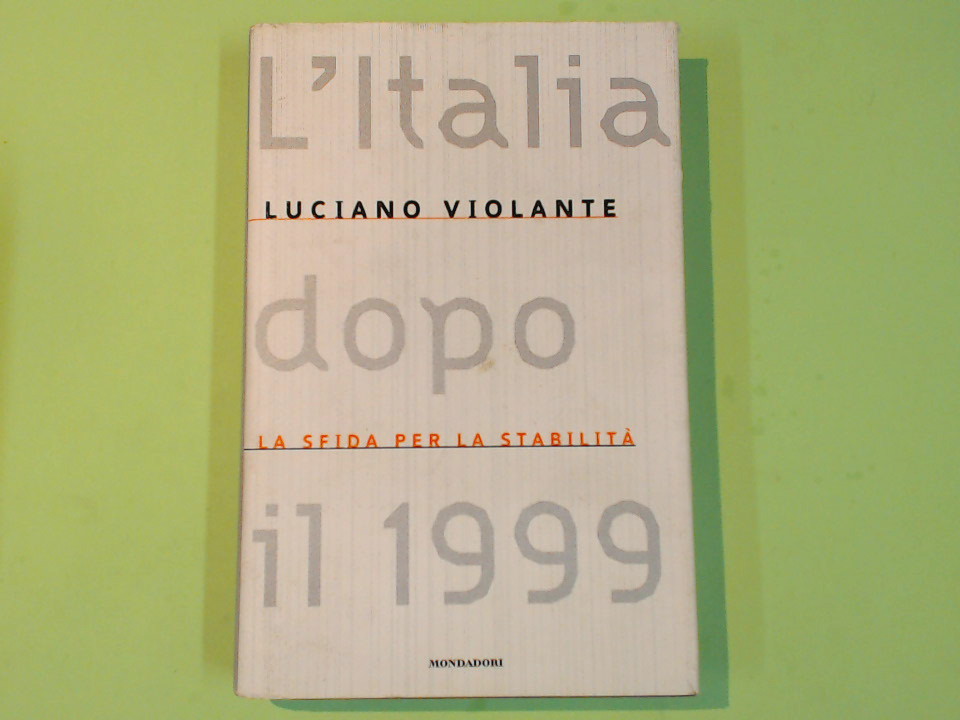 L'Italia
LUCIANO VIOLANTE
dopo
LA SFIDA PER LA STABILITÀ
il 1999
MONDADORI